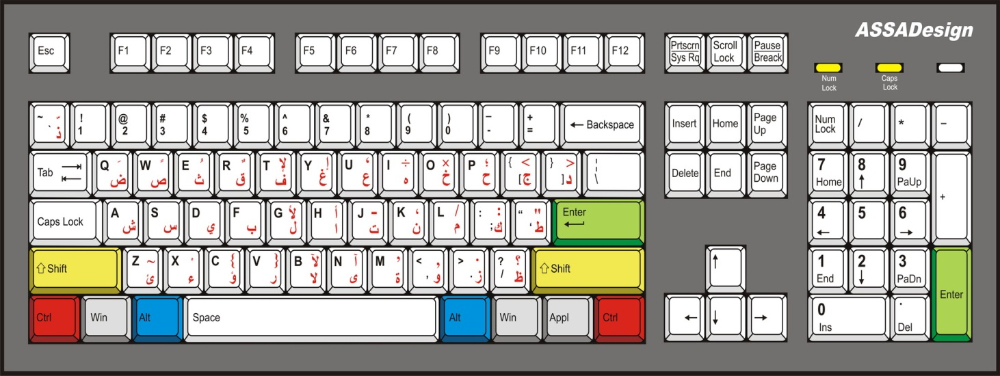 ASSADesign
Esc F1 F2 F3 F4 F5 F6 F7 F8 F9 F10 F11 F12
Prtscrn
Sys Rq
Scroll
Lock
Pause
Breack
Num
Lock
Caps
Lock
~ ` ذ
! 1
@ 2
# 3
$ 4
% 5
^ 6
& 7
* 8
( 9
) 0
– -
+ =
← Backspace
Insert
Home
Page
Up
Num
Lock
/
*
–
Tab
Q ض
W ص
E ث
R ق
T لإ ف
Y إ غ
U ‘ ع
I ÷ ه
O × خ
P ؛ ح
{ < [ ج
} > ] د
¦ \
Delete
End
Page
Down
7
Home
8
↑
9
PaUp
+
Caps Lock
A ش
S س
D ي
F ب
G لأ ل
H أ ا
J – ت
K ، ن
L / م
: : ; ك
“ " ‘ ط
Enter
←
4
←
5
6
→
⇧ Shift
Z ~ ئ
X ء
C { ؤ
V } ر
B لآ لا
N آ ى
M ’ ة
< , , و
> . . ز
? ؟ / ظ
⇧ Shift
↑
1
End
2
↓
3
PaDn
Enter
Ctrl
Win
Alt
Space
Alt
Win
Appl
Ctrl
←
↓
→
0
Ins
.
Del